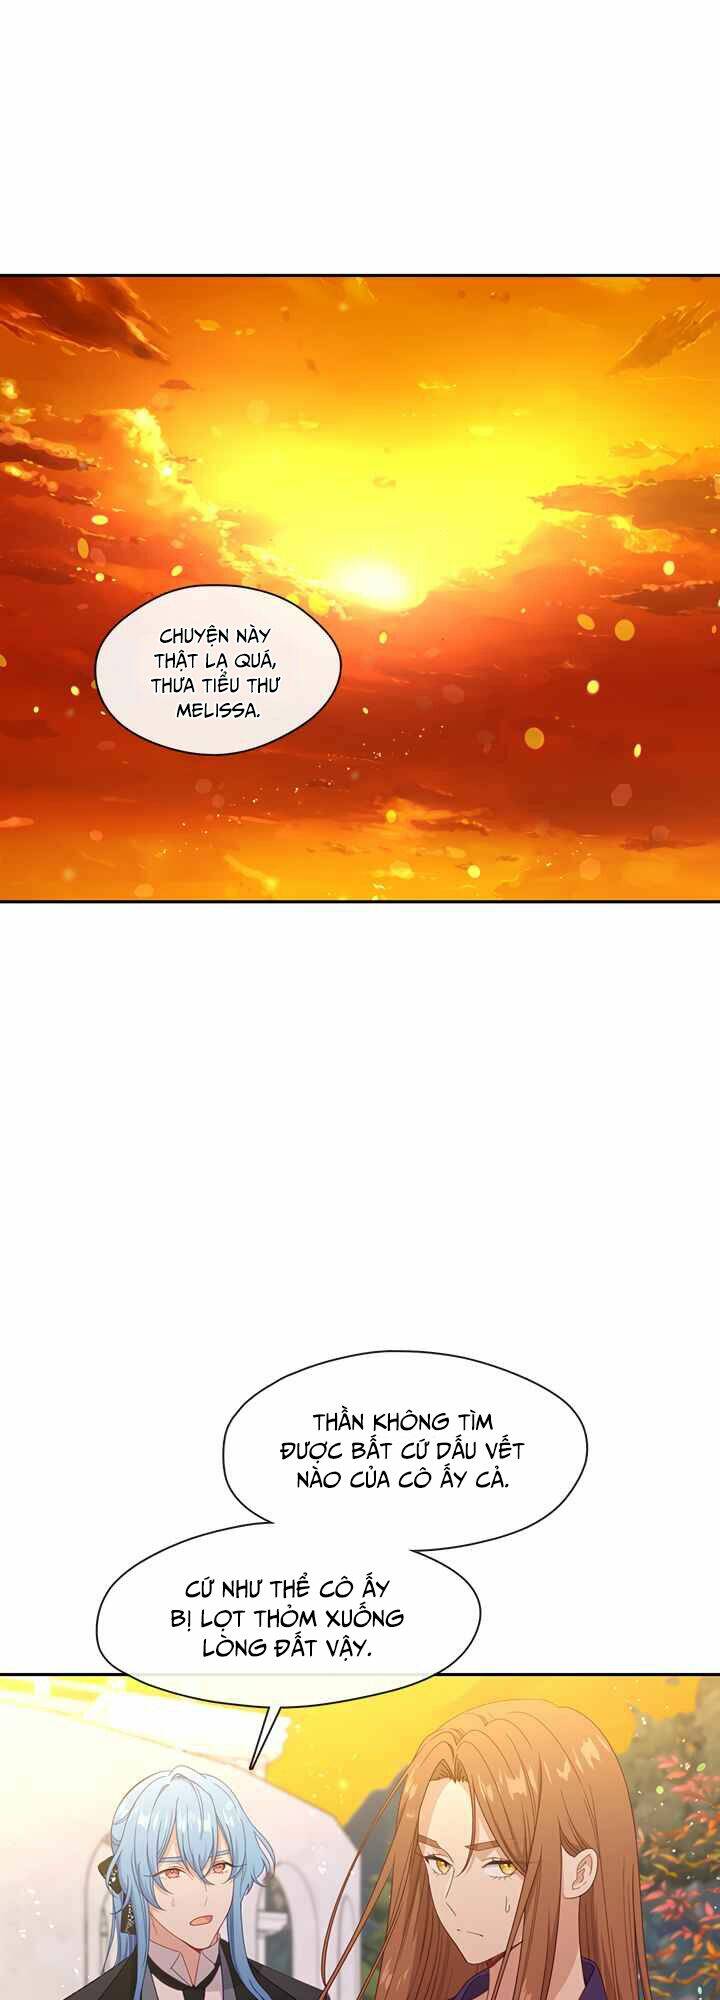 CHUYỆN NÀY
THẬT LẠ QUÁ,
THƯA TIỂU THƯ
MELISSA.
THẦN KHÔNG TÌM
ĐƯỢC BẤT CỨ DẤU VẾT
NÀO CỦA CÔ ẤY CẢ.
CỨ NHƯ THỂ CÔ ẤY
BỊ LỌT THỎM XUỐNG
LÒNG ĐẤT VẬY.